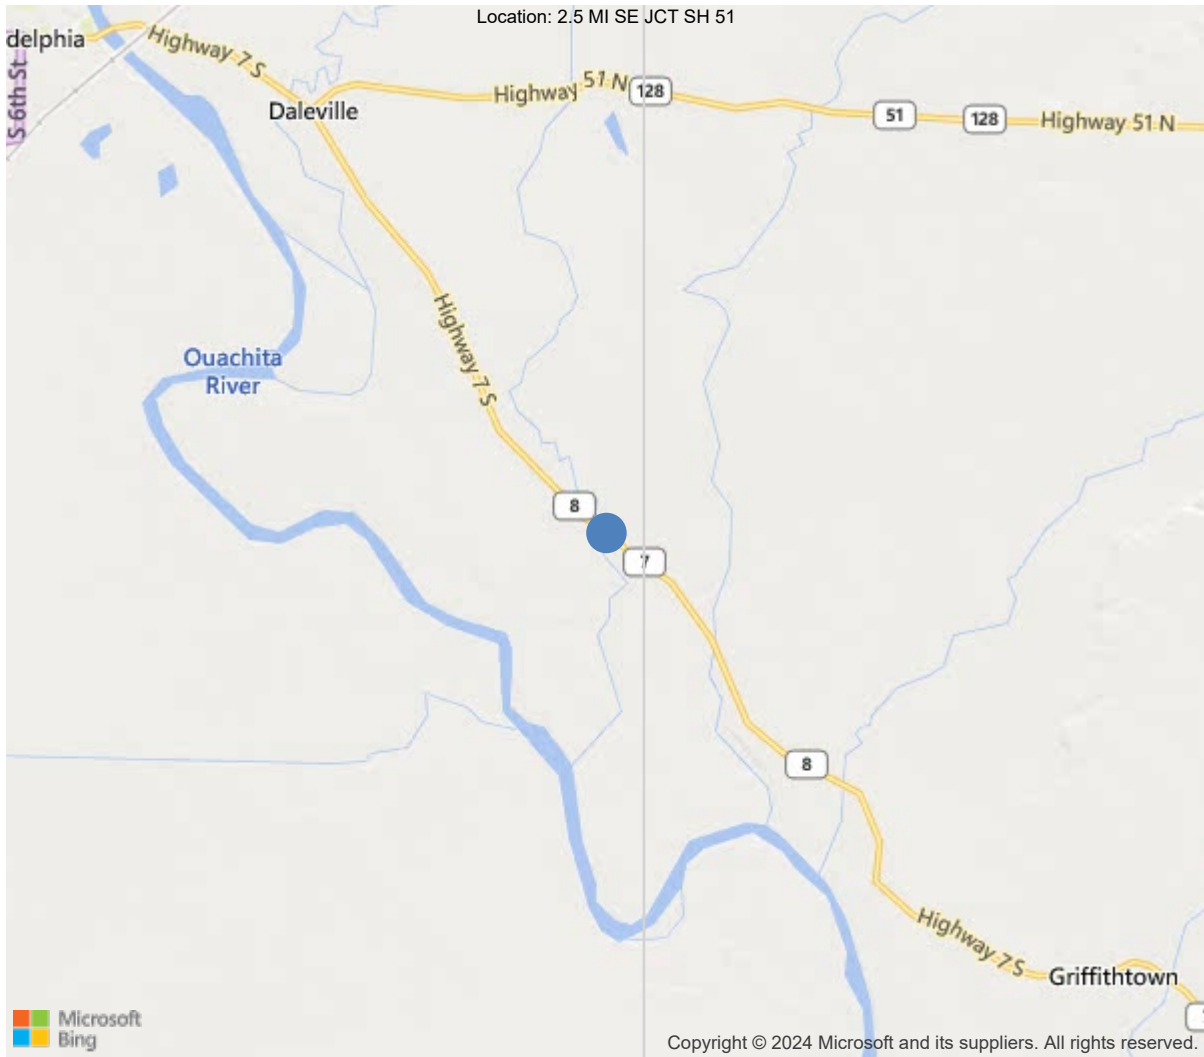 Location: 2.5 MI SE JCT SH 51
delphia
S 6th St
Highway 7 S
Daleville
Highway 51 N
128
51
128
Highway 51 N
Highway 7 S
Ouachita
River
8
7
8
Highway 7 S
Griffithtown
Microsoft
Bing
Copyright © 2024 Microsoft and its suppliers. All rights reserved.